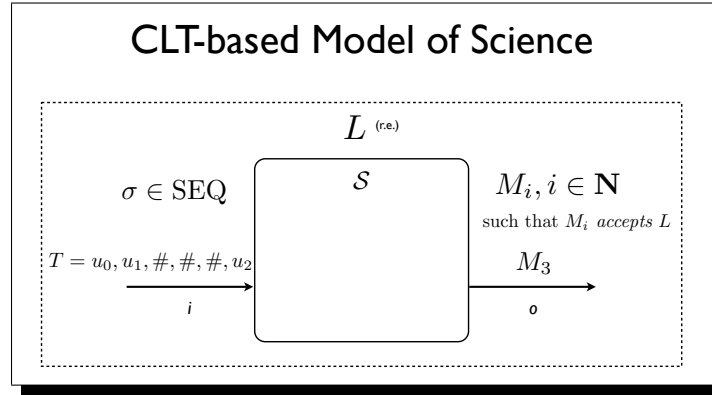 CLT-based Model of Science
L (r.e.)
σ ∈ SEQ
S
M_i, i ∈ N
such that M_i accepts L
T = u_0, u_1, #, #, #, u_2
M_3
i
o